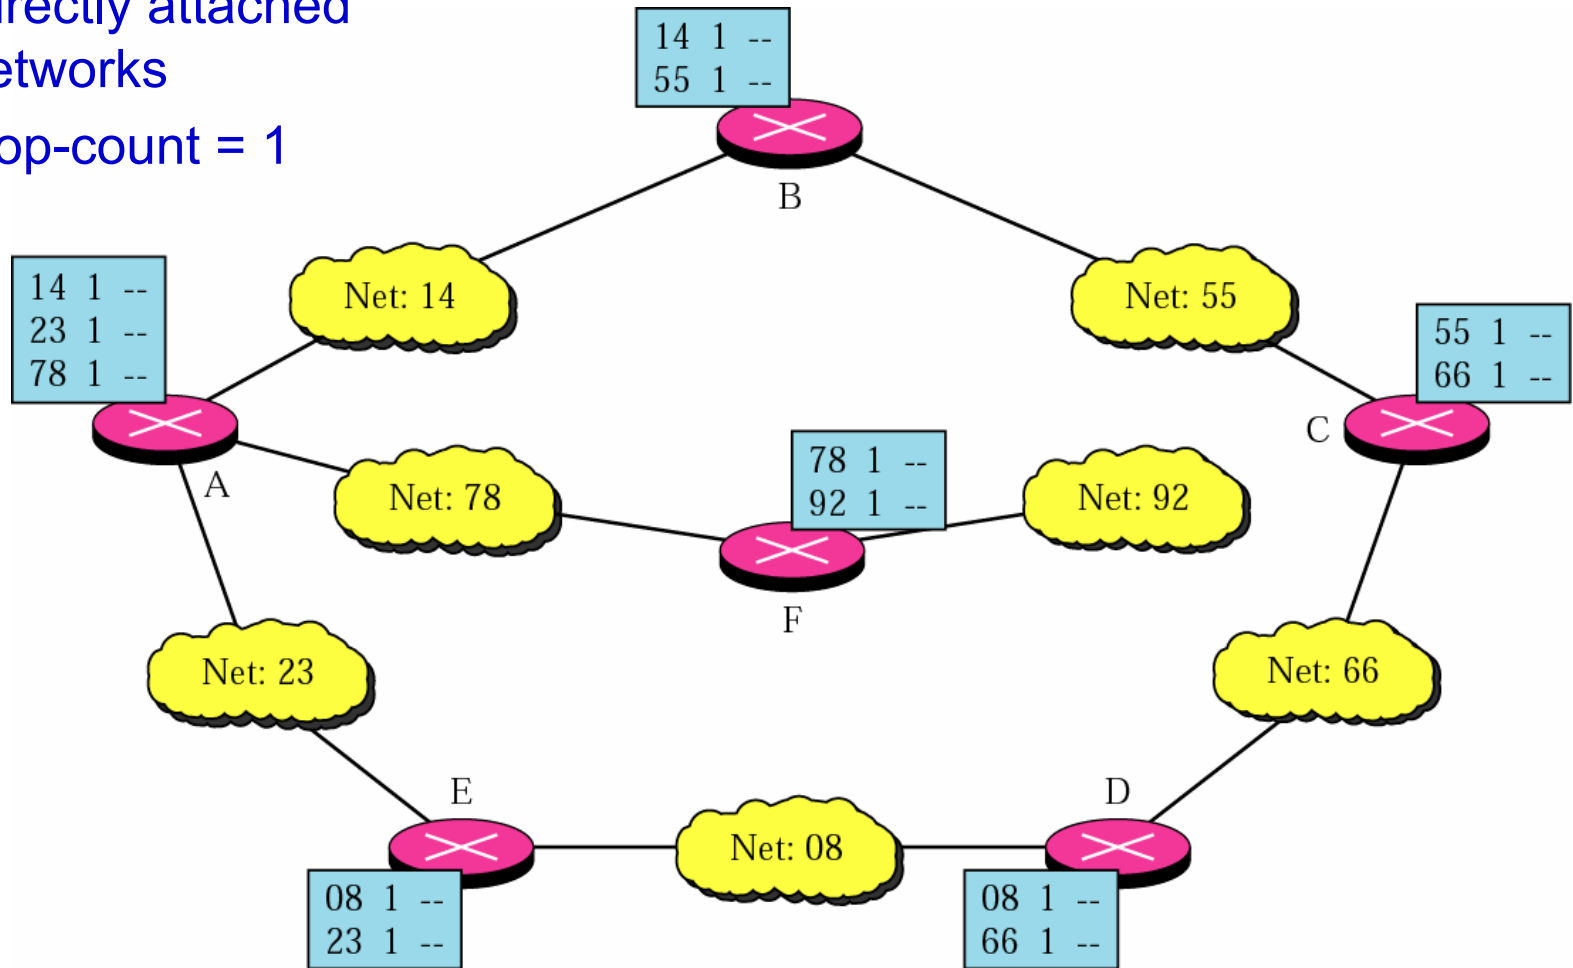 irectly attached
etworks
op-count = 1
14 1 --
55 1 --
B
Net: 14
Net: 55
14 1 --
23 1 --
78 1 --
A
55 1 --
66 1 --
C
Net: 78
78 1 --
92 1 --
F
Net: 92
Net: 23
Net: 66
E
08 1 --
23 1 --
Net: 08
D
08 1 --
66 1 --